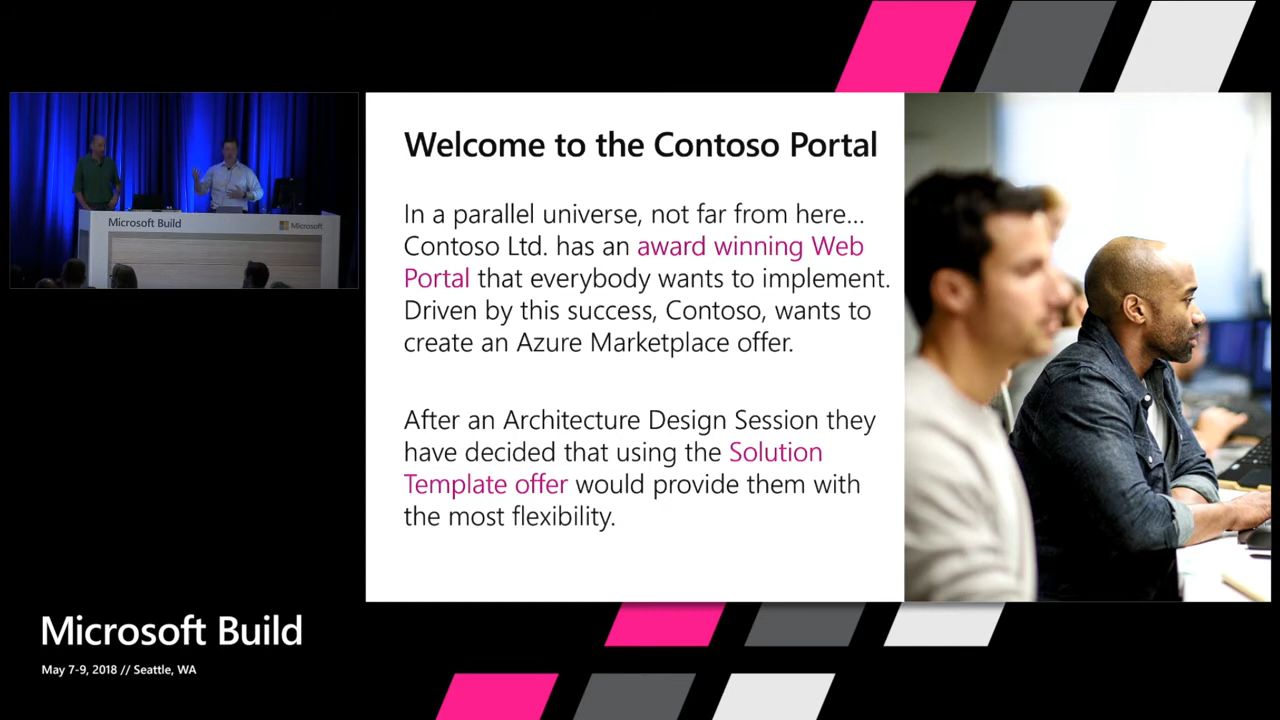 Microsoft Build
Microsoft
Welcome to the Contoso Portal
In a parallel universe, not far from here...
Contoso Ltd. has an award winning Web
Portal that everybody wants to implement.
Driven by this success, Contoso, wants to
create an Azure Marketplace offer.
After an Architecture Design Session they
have decided that using the Solution
Template offer would provide them with
the most flexibility.
Microsoft Build
May 7-9, 2018 // Seattle, WA